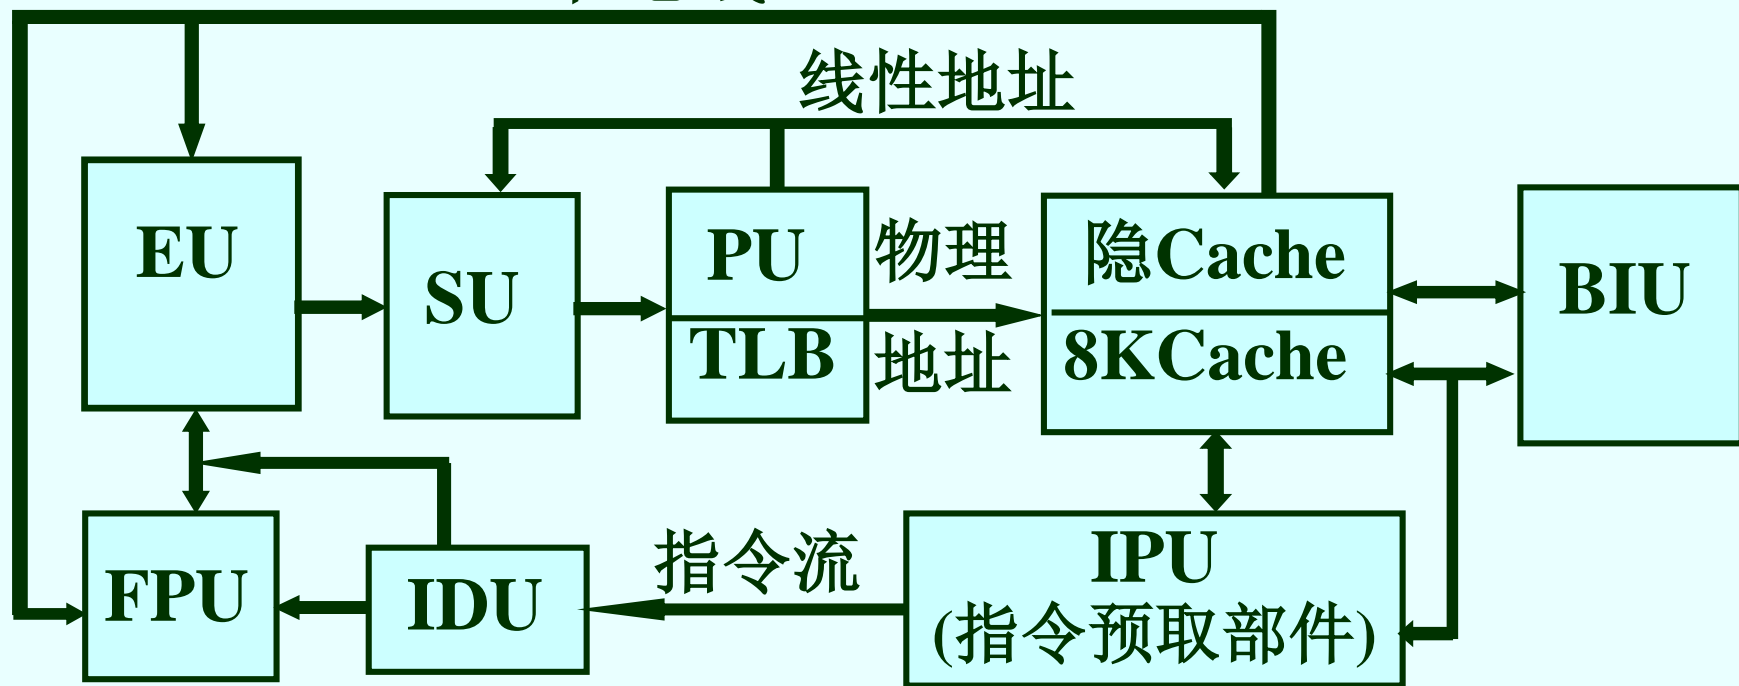 线性地址
EU
SU
PU
TLB
物理
地址
隐Cache
8KCache
BIU
FPU
IDU
指令流
IPU
(指令预取部件)